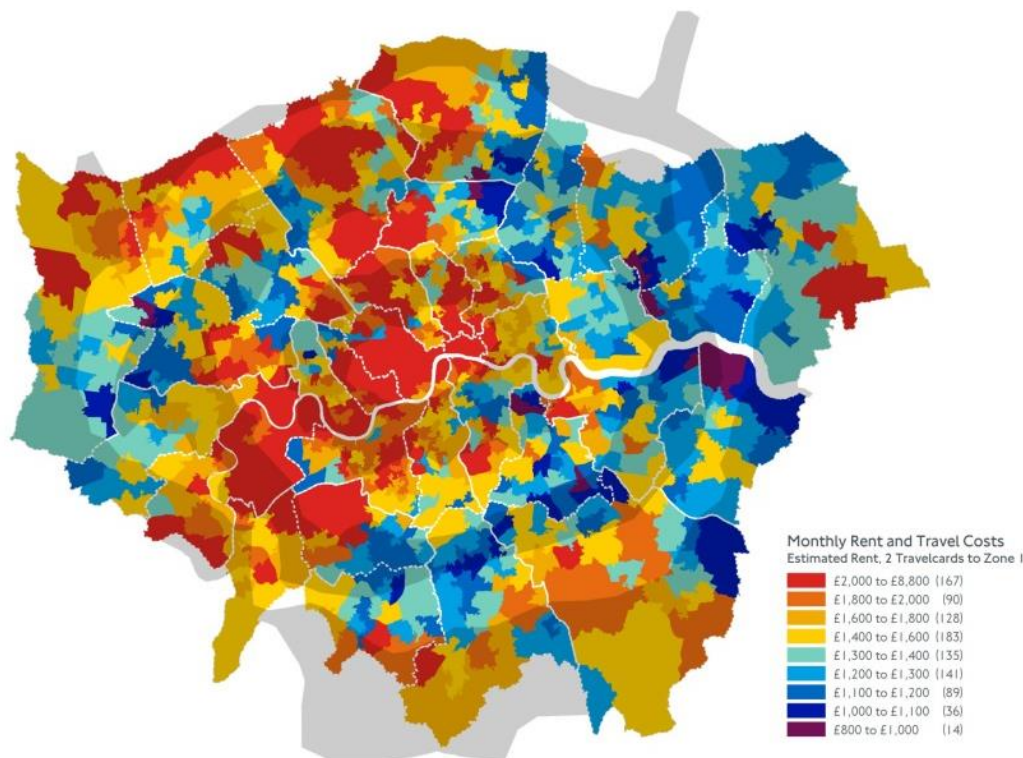 Monthly Rent and Travel Costs
Estimated Rent, 2 Travelcards to Zone 1
£2,000 to £8,800 (167)
£1,800 to £2,000 (90)
£1,600 to £1,800 (128)
£1,400 to £1,600 (183)
£1,300 to £1,400 (135)
£1,200 to £1,300 (141)
£1,100 to £1,200 (89)
£1,000 to £1,100 (36)
£800 to £1,000 (14)